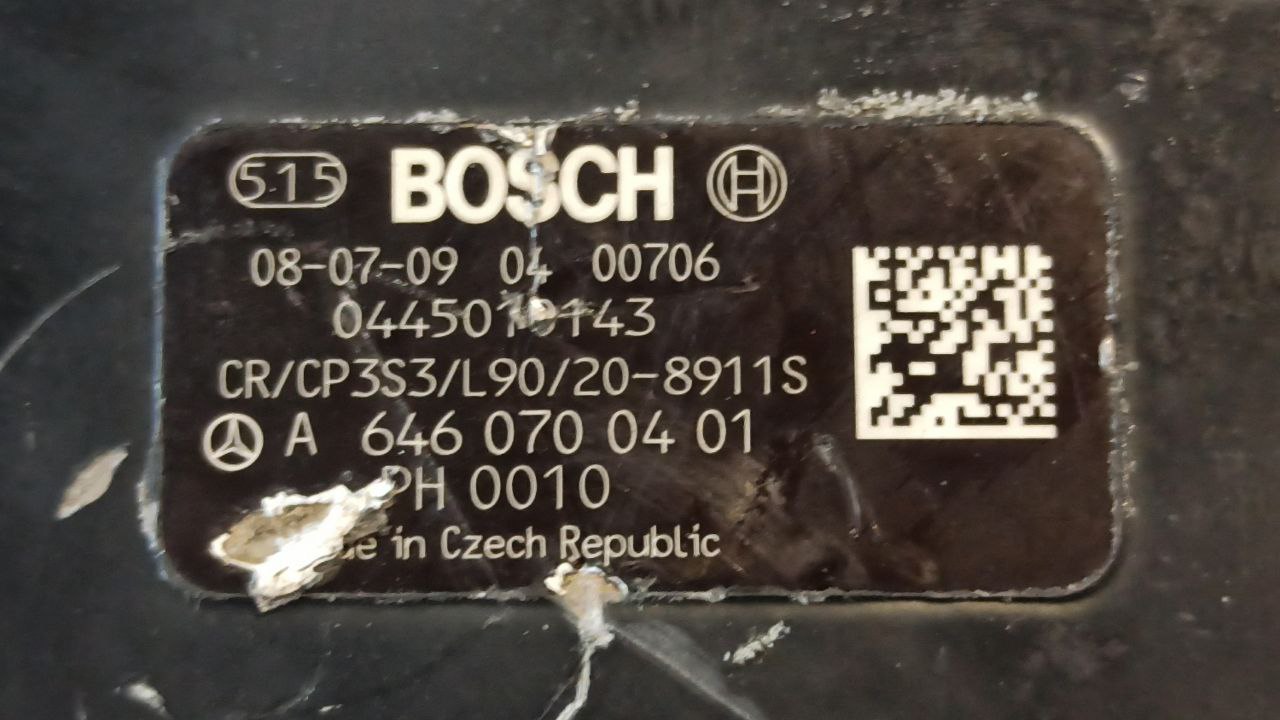 515 BOSCH
08-07-09 04 00706
0445010143
CR/CP3S3/L90/20-8911S
A 646 070 04 01
PH 0010
in Czech Republic